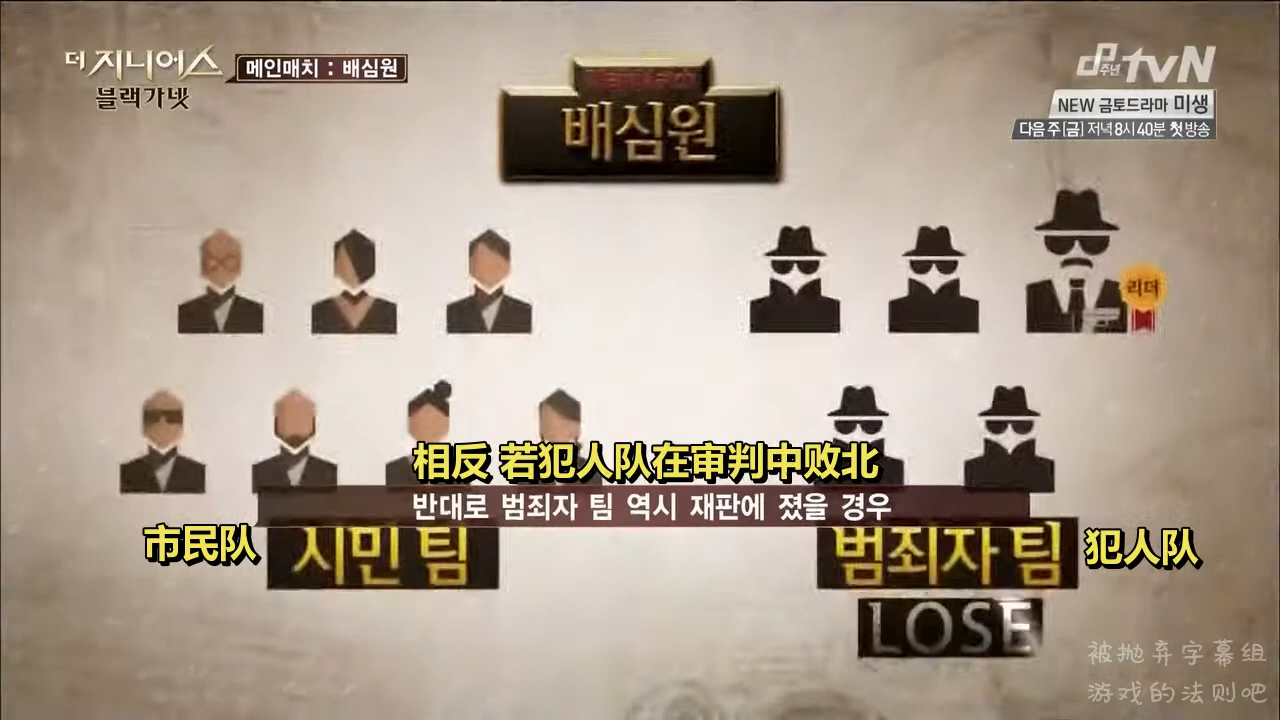 더 지니어스
블랙가넷
메인매치 : 배심원
8주년 tvN
NEW 금토드라마 미생
다음 주 [금] 저녁 8시 40분 첫 방송
배심원
리더
相反 若犯人队在审判中败北
반대로 범죄자 팀 역시 재판에 졌을 경우
市民队
시민 팀
범죄자 팀
犯人队
LOSE
被抛弃字幕组
游戏的法则吧